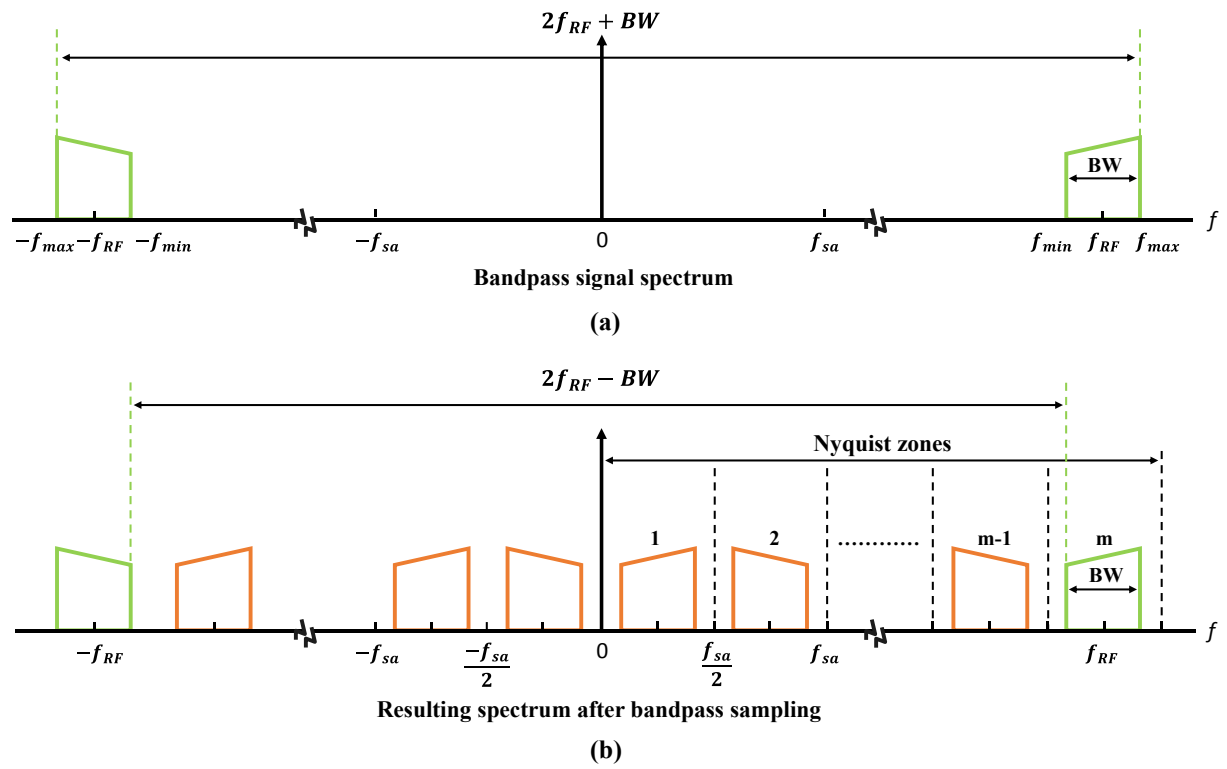 2f_RF + BW
BW
−f_max −f_RF −f_min −f_sa 0 f_sa f_min f_RF f_max f
Bandpass signal spectrum
(a)
2f_RF − BW
Nyquist zones
1 2 ............ m-1 m
BW
−f_RF −f_sa −f_sa/2 0 f_sa/2 f_sa f_RF f
Resulting spectrum after bandpass sampling
(b)